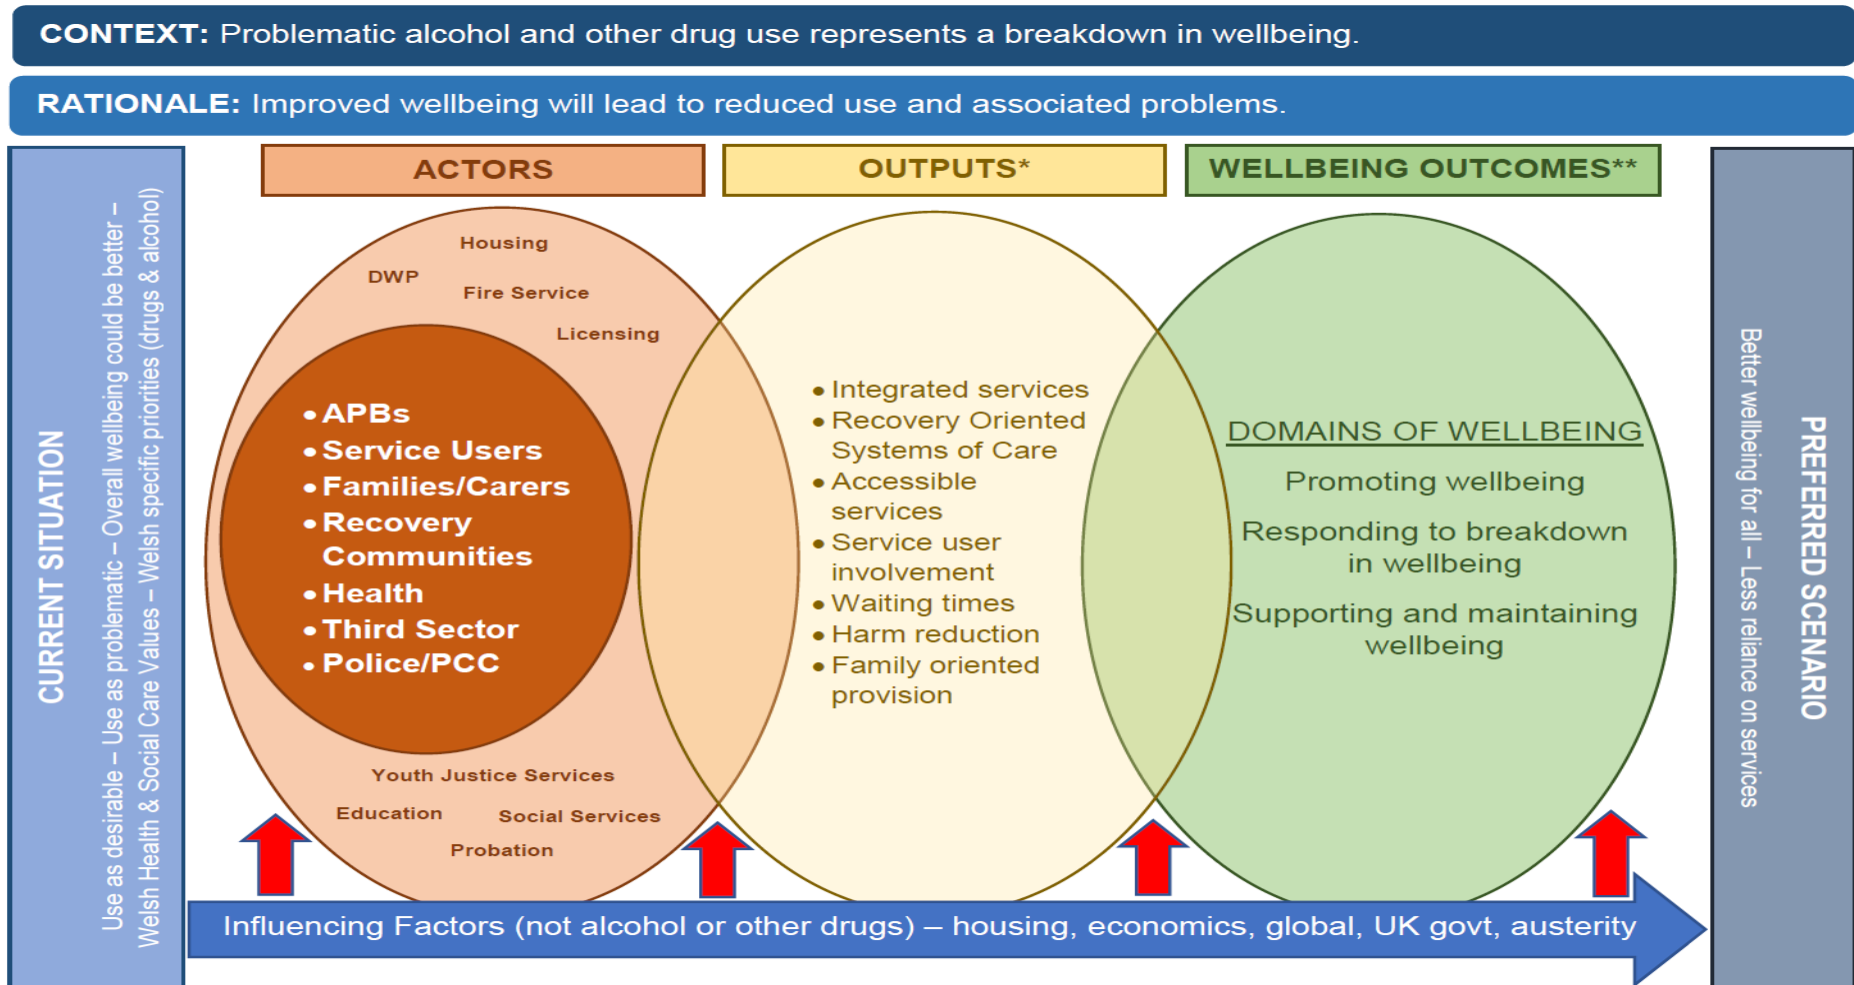 CONTEXT: Problematic alcohol and other drug use represents a breakdown in wellbeing.
RATIONALE: Improved wellbeing will lead to reduced use and associated problems.
CURRENT SITUATION
Use as desirable – Use as problematic – Overall wellbeing could be better –
Welsh Health & Social Care Values – Welsh specific priorities (drugs & alcohol)
ACTORS
Housing
DWP
Fire Service
Licensing
• APBs
• Service Users
• Families/Carers
• Recovery
Communities
• Health
• Third Sector
• Police/PCC
Youth Justice Services
Education
Social Services
Probation
OUTPUTS*
• Integrated services
• Recovery Oriented
Systems of Care
• Accessible
services
• Service user
involvement
• Waiting times
• Harm reduction
• Family oriented
provision
WELLBEING OUTCOMES**
DOMAINS OF WELLBEING
Promoting wellbeing
Responding to breakdown
in wellbeing
Supporting and maintaining
wellbeing
PREFERRED SCENARIO
Better wellbeing for all – Less reliance on services
Influencing Factors (not alcohol or other drugs) – housing, economics, global, UK govt, austerity